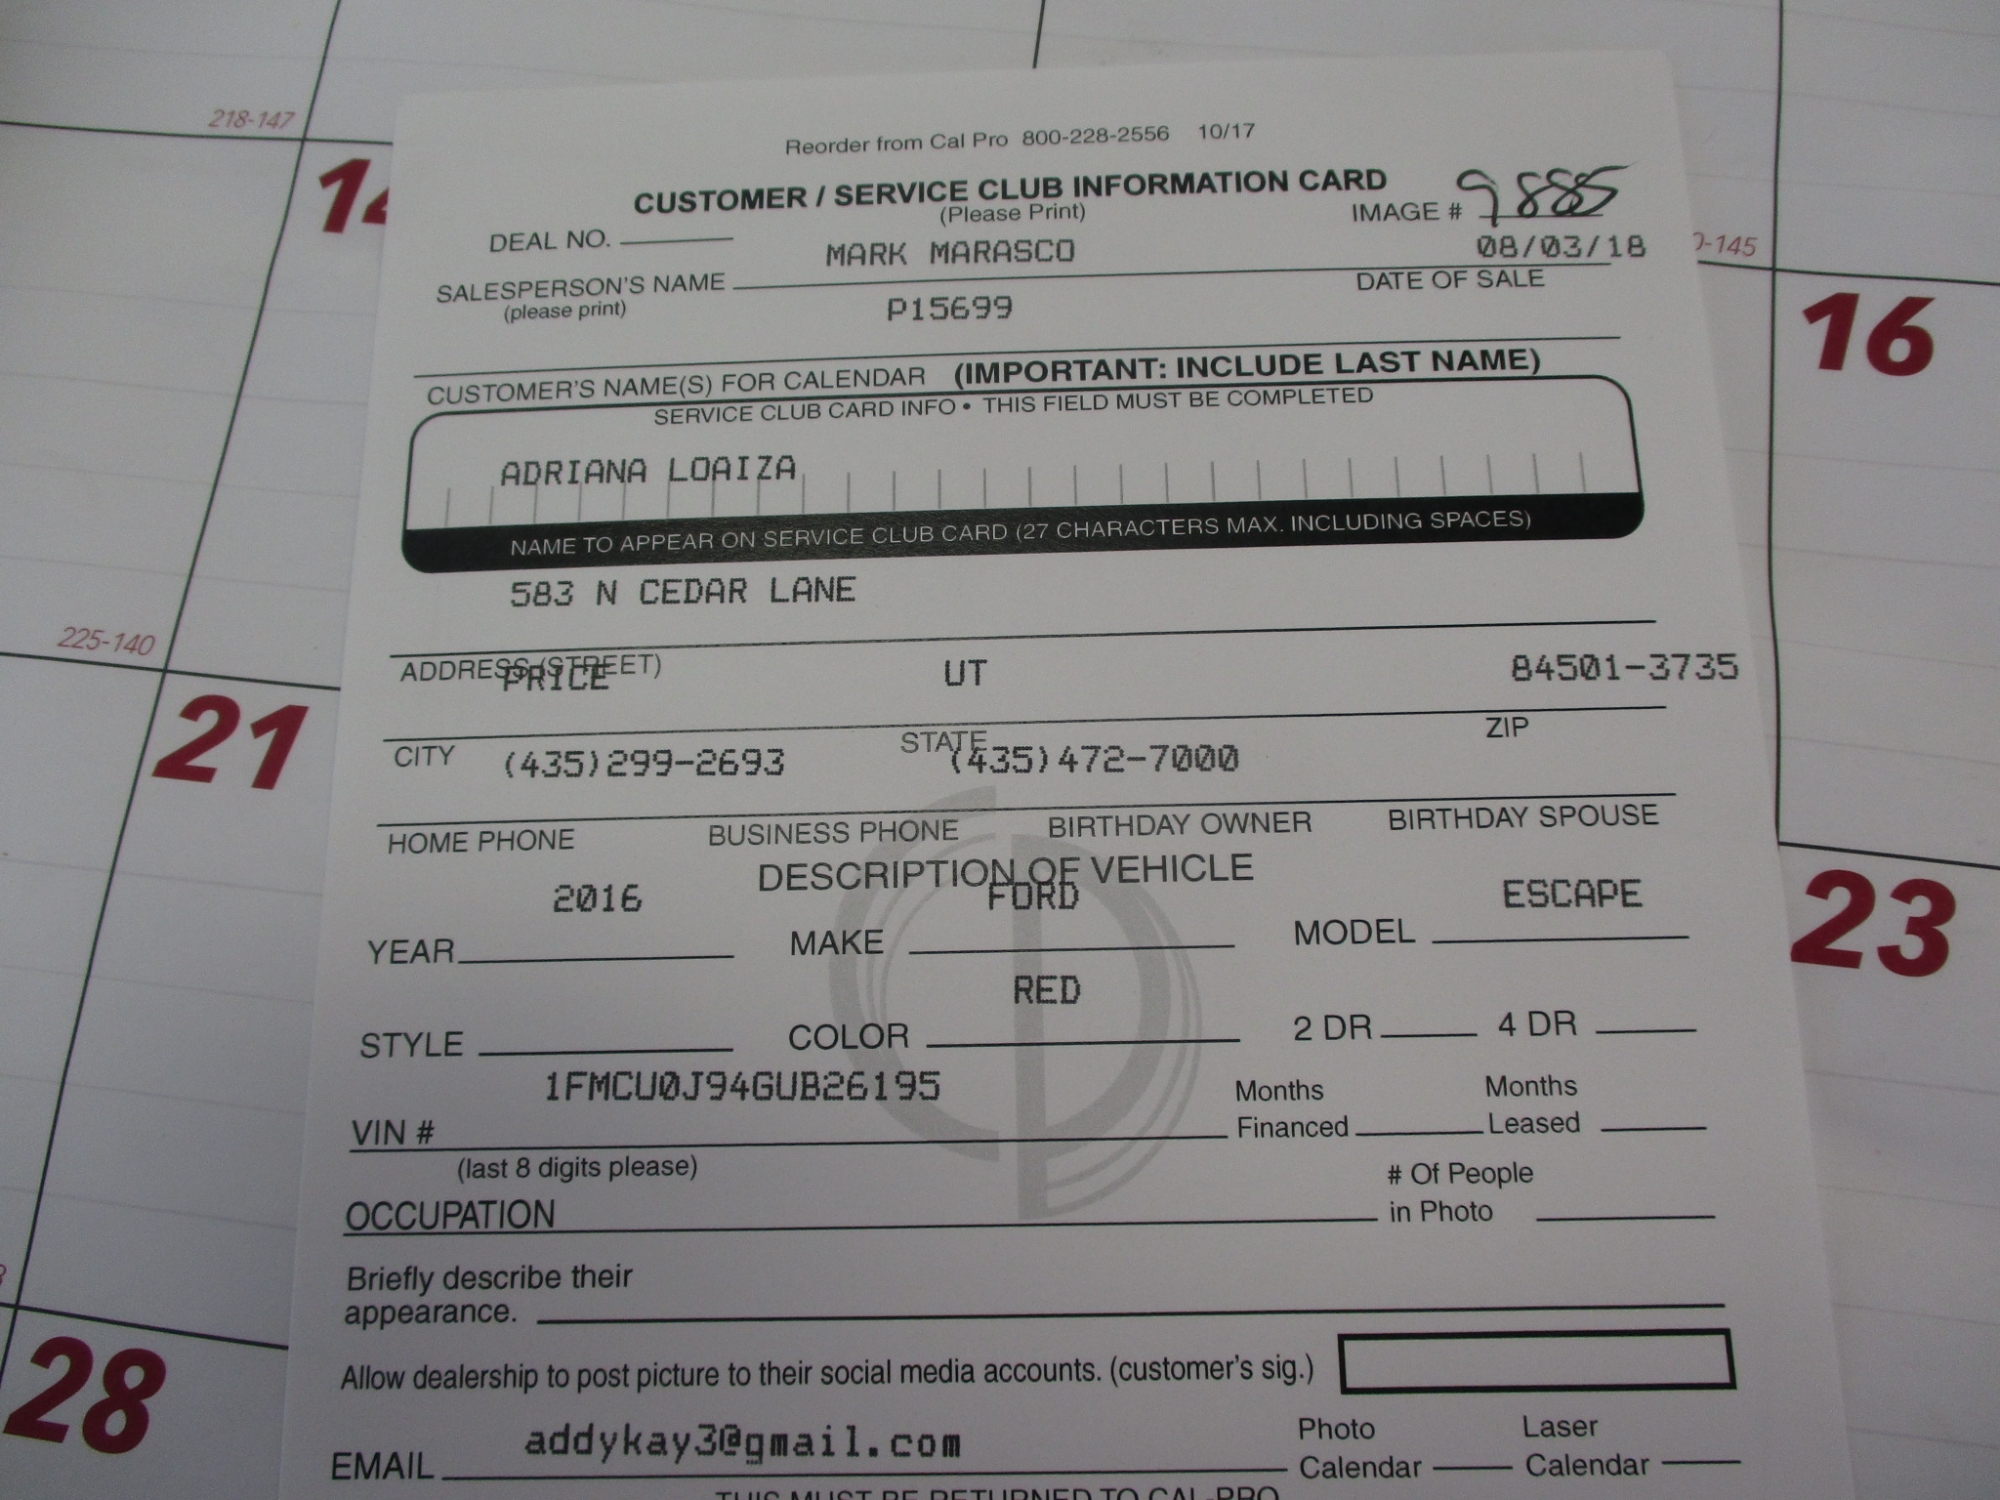 218-147
14
Reorder from Cal Pro 800-228-2556 10/17
CUSTOMER / SERVICE CLUB INFORMATION CARD
(Please Print)
IMAGE # 9885
DEAL NO.
MARK MARASCO
08/03/18
SALESPERSON'S NAME
DATE OF SALE
(please print)
P15699
-145
16
CUSTOMER'S NAME(S) FOR CALENDAR (IMPORTANT: INCLUDE LAST NAME)
SERVICE CLUB CARD INFO • THIS FIELD MUST BE COMPLETED
ADRIANA LOAIZA
NAME TO APPEAR ON SERVICE CLUB CARD (27 CHARACTERS MAX. INCLUDING SPACES)
583 N CEDAR LANE
225-140
21
ADDRESS (STREET)
PRICE UT 84501-3735
CITY STATE ZIP
(435)299-2693 (435)472-7000
HOME PHONE BUSINESS PHONE BIRTHDAY OWNER BIRTHDAY SPOUSE
DESCRIPTION OF VEHICLE
2016 FORD ESCAPE
YEAR MAKE MODEL
23
RED
STYLE COLOR 2 DR 4 DR
1FMCU0J94GUB26195
VIN # Months Financed Months Leased
(last 8 digits please)
OCCUPATION # Of People in Photo
Briefly describe their
appearance.
28
Allow dealership to post picture to their social media accounts. (customer's sig.)
addykay3@gmail.com
EMAIL Photo Calendar Laser Calendar
THIS MUST BE RETURNED TO CAL-PRO